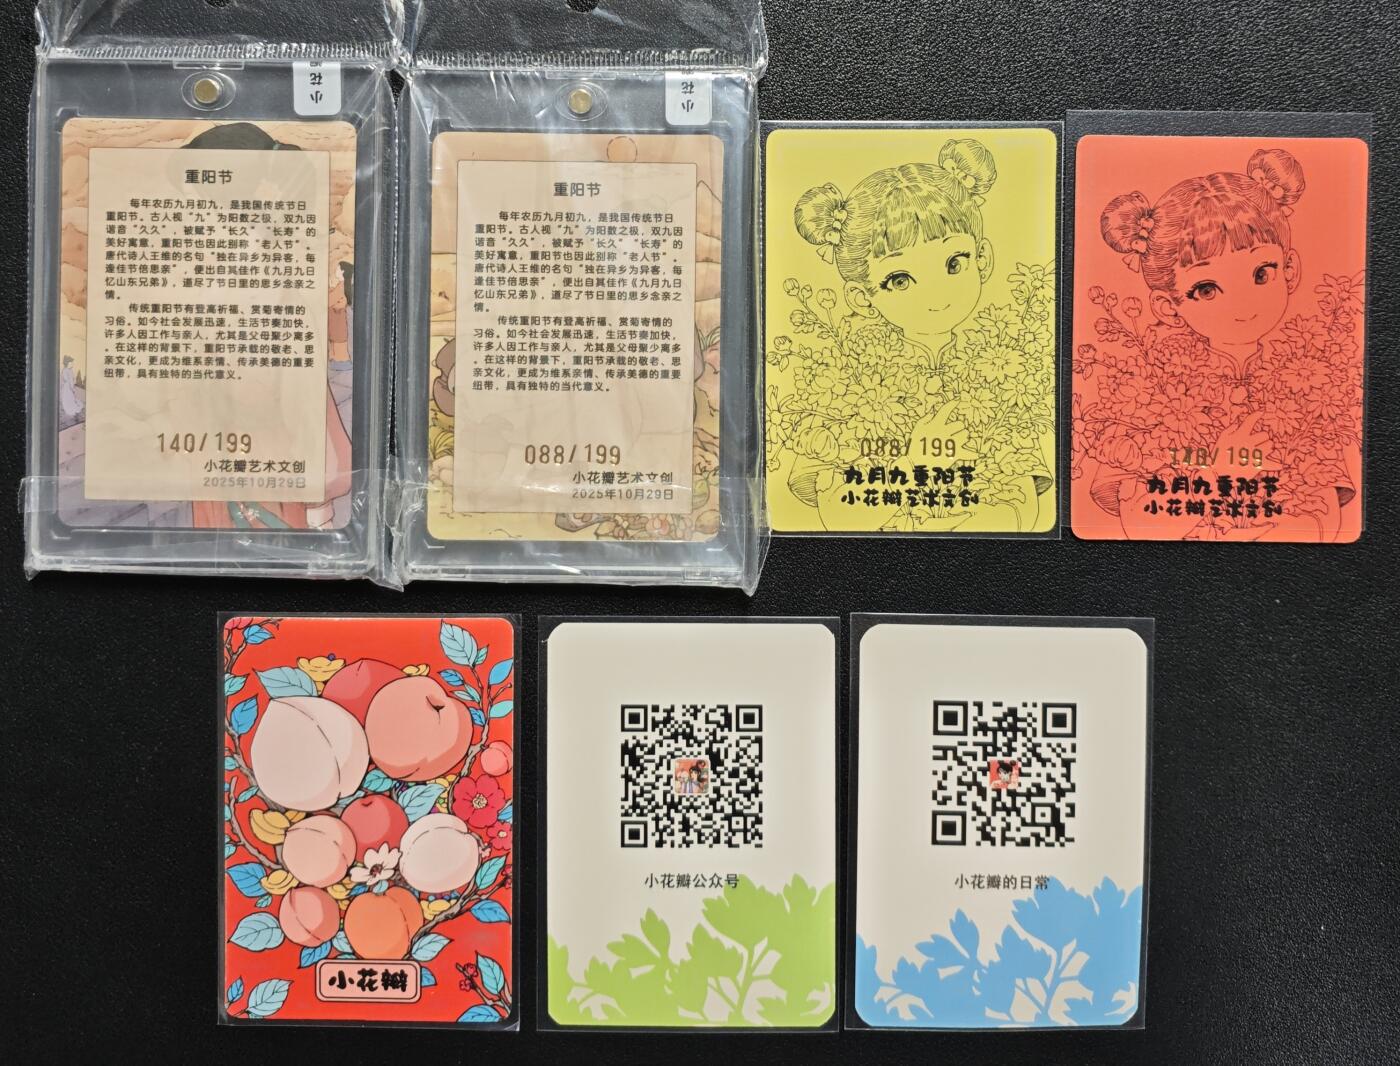 小花
重阳节
每年农历九月初九，是我国传统节日
重阳节。古人视“九”为阳数之极，双九因
谐音“久久”，被赋予“长久”“长寿”的
美好寓意，重阳节也因此别称“老人节”。
唐代诗人王维的名句“独在异乡为异客，每
逢佳节倍思亲”，便出自其佳作《九月九日
忆山东兄弟》，道尽了节日里的思乡念亲之
情。
传统重阳节有登高祈福、赏菊寄情的
习俗。如今社会发展迅速，生活节奏加快，
许多人因工作与亲人，尤其是父母聚少离多
。在这样的背景下，重阳节承载的敬老、思
亲文化，更成为维系亲情、传承美德的重要
纽带，具有独特的当代意义。
140/199
小花瓣艺术文创
2025年10月29日
小花
重阳节
每年农历九月初九，是我国传统节日
重阳节。古人视“九”为阳数之极，双九因
谐音“久久”，被赋予“长久”“长寿”的
美好寓意，重阳节也因此别称“老人节”。
唐代诗人王维的名句“独在异乡为异客，每
逢佳节倍思亲”，便出自其佳作《九月九日
忆山东兄弟》，道尽了节日里的思乡念亲之
情。
传统重阳节有登高祈福、赏菊寄情的
习俗。如今社会发展迅速，生活节奏加快，
许多人因工作与亲人，尤其是父母聚少离多
。在这样的背景下，重阳节承载的敬老、思
亲文化，更成为维系亲情、传承美德的重要
纽带，具有独特的当代意义。
088/199
小花瓣艺术文创
2025年10月29日
088/199
九月九重阳节
小花瓣艺术文创
140/199
九月九重阳节
小花瓣艺术文创
小花瓣
小花瓣公众号
小花瓣的日常